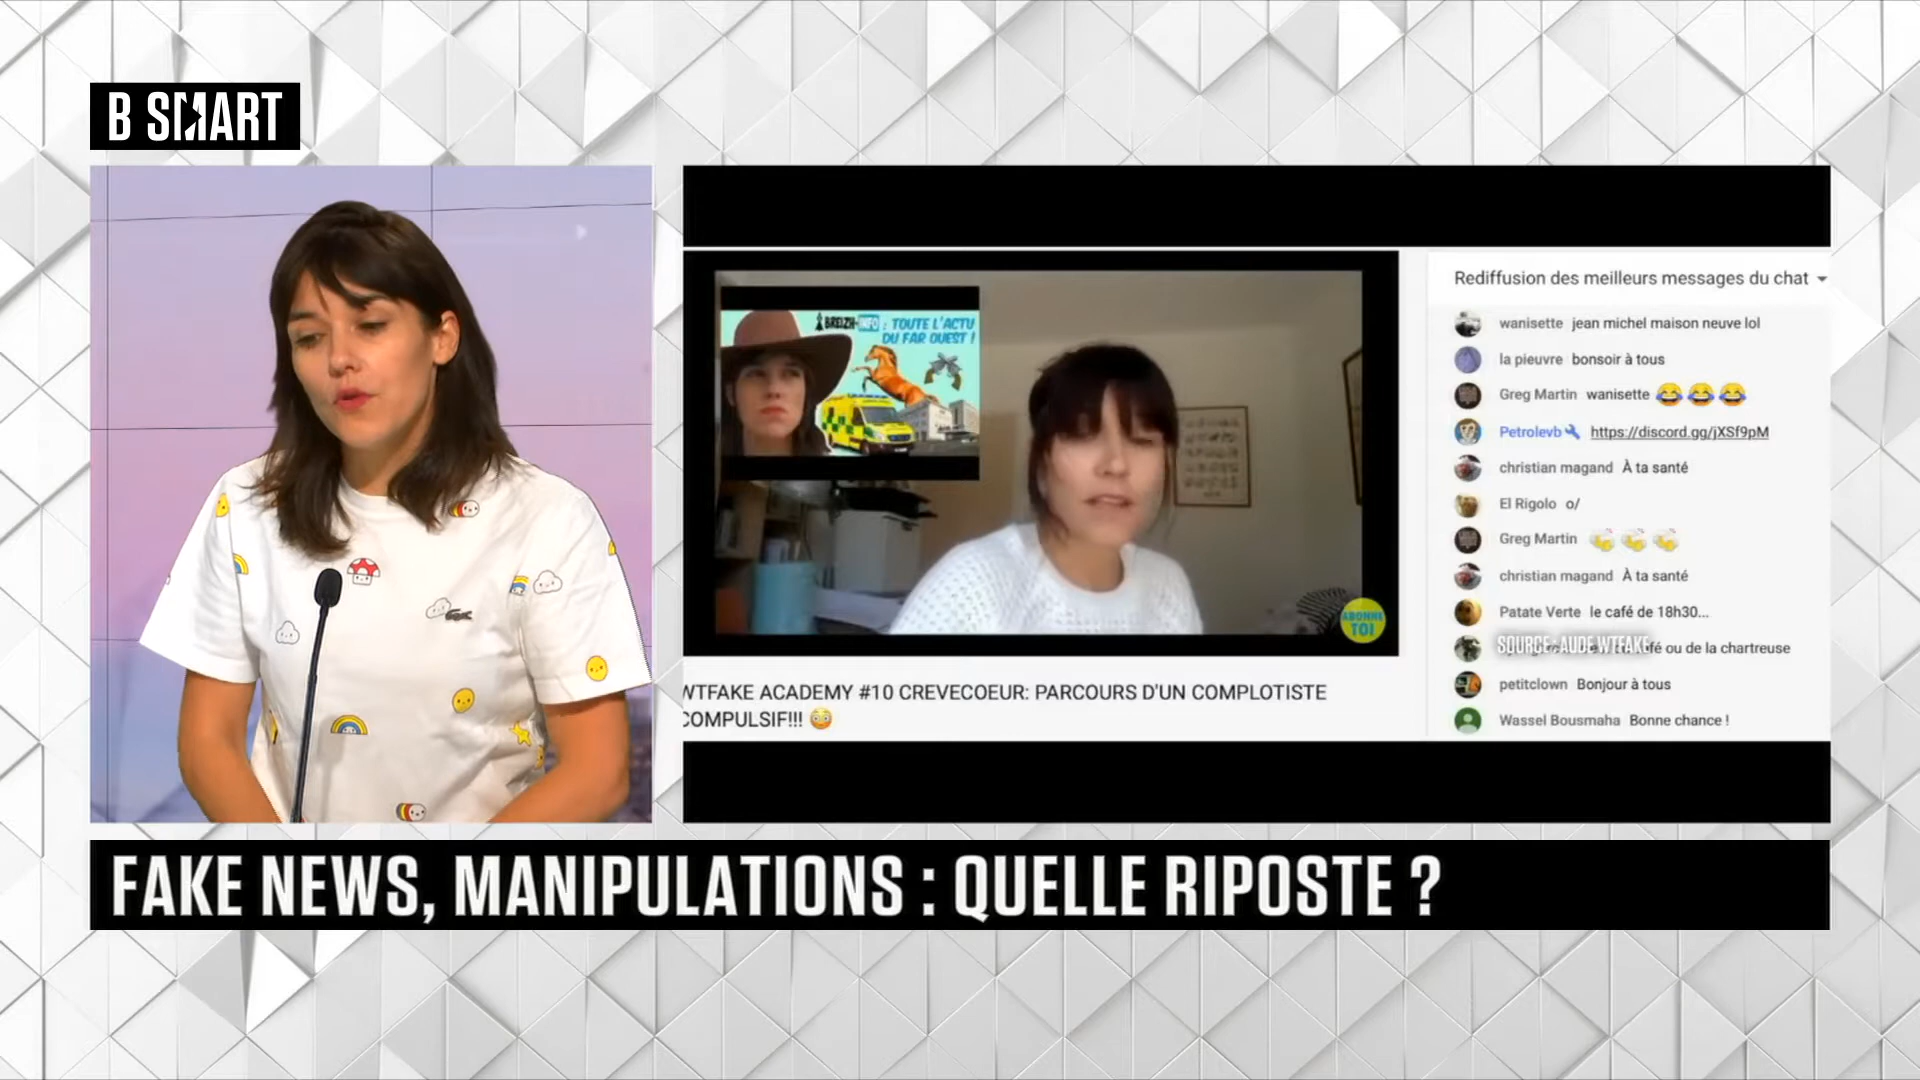 B SMART
BREIZH-INFO : TOUTE L'ACTU
DU FAR OUEST !
ABONNE
TOI
WTFAKE ACADEMY #10 CREVECOEUR: PARCOURS D'UN COMPLOTISTE
COMPULSIF!!! 😳
Rediffusion des meilleurs messages du chat
wanisette jean michel maison neuve lol
la pieuvre bonsoir à tous
Greg Martin wanisette 😂😂😂
Petrolevb https://discord.gg/jXSf9pM
christian magand À ta santé
El Rigolo o/
Greg Martin
christian magand À ta santé
Patate Verte le café de 18h30...
SOURCE : AUDE WTFAKE
ou de la chartreuse
petitclown Bonjour à tous
Wassel Bousmaha Bonne chance !
FAKE NEWS, MANIPULATIONS : QUELLE RIPOSTE ?